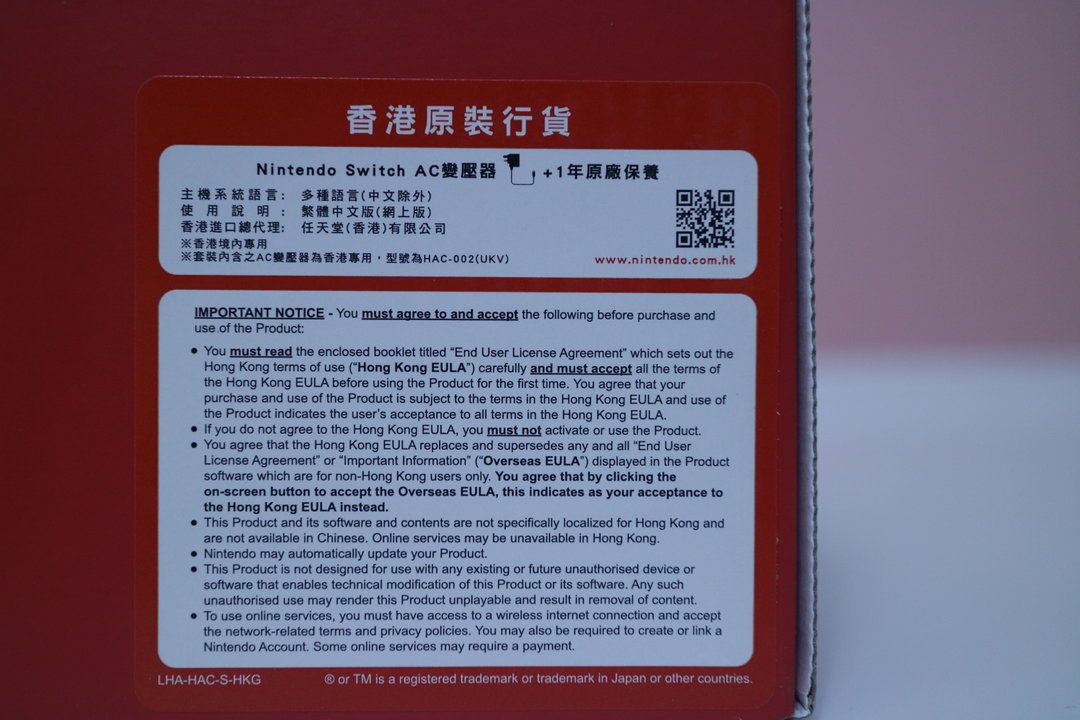 香港原裝行貨
Nintendo Switch AC變壓器 +1年原廠保養
主機系統語言: 多種語言(中文除外)
使用說明: 繁體中文版(網上版)
香港進口總代理: 任天堂(香港)有限公司
※香港境內專用
※套裝內含之AC變壓器為香港專用，型號為HAC-002(UKV)
www.nintendo.com.hk
IMPORTANT NOTICE - You must agree to and accept the following before purchase and
use of the Product:
● You must read the enclosed booklet titled “End User License Agreement” which sets out the
Hong Kong terms of use (“Hong Kong EULA”) carefully and must accept all the terms of
the Hong Kong EULA before using the Product for the first time. You agree that your
purchase and use of the Product is subject to the terms in the Hong Kong EULA and use of
the Product indicates the user’s acceptance to all terms in the Hong Kong EULA.
● If you do not agree to the Hong Kong EULA, you must not activate or use the Product.
● You agree that the Hong Kong EULA replaces and supersedes any and all “End User
License Agreement” or “Important Information” (“Overseas EULA”) displayed in the Product
software which are for non-Hong Kong users only. You agree that by clicking the
on-screen button to accept the Overseas EULA, this indicates as your acceptance to
the Hong Kong EULA instead.
● This Product and its software and contents are not specifically localized for Hong Kong and
are not available in Chinese. Online services may be unavailable in Hong Kong.
● Nintendo may automatically update your Product.
● This Product is not designed for use with any existing or future unauthorised device or
software that enables technical modification of this Product or its software. Any such
unauthorised use may render this Product unplayable and result in removal of content.
● To use online services, you must have access to a wireless internet connection and accept
the network-related terms and privacy policies. You may also be required to create or link a
Nintendo Account. Some online services may require a payment.
LHA-HAC-S-HKG
® or TM is a registered trademark or trademark in Japan or other countries.